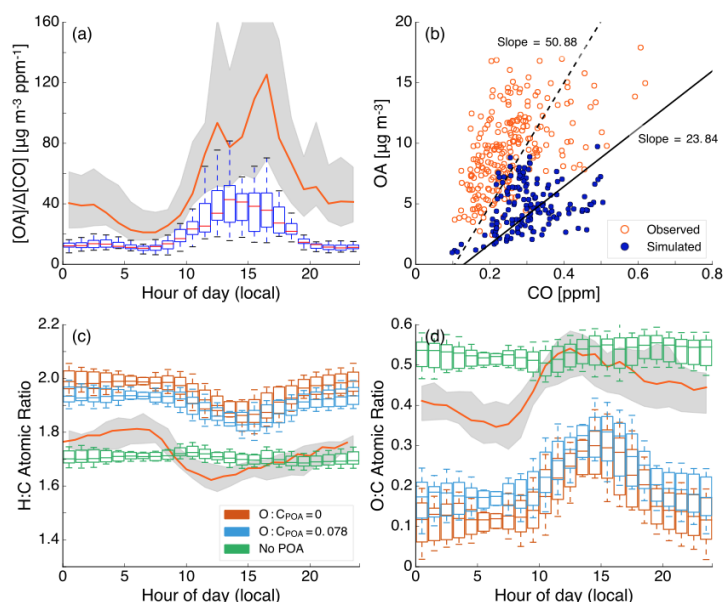 (a)
160
120
80
40
0
[OA]/Δ[CO] [µg m⁻³ ppm⁻¹]
0 5 10 15 20
Hour of day (local)
(b)
20
15
10
5
0
OA [µg m⁻³]
Slope = 50.88
Slope = 23.84
Observed
Simulated
0 0.2 0.4 0.6 0.8
CO [ppm]
(c)
2.2
2.0
1.8
1.6
1.4
H:C Atomic Ratio
O:C_POA=0
O:C_POA=0.078
No POA
1.3
0 5 10 15 20
Hour of day (local)
(d)
0.6
0.5
0.4
0.3
0.2
0.1
0
O:C Atomic Ratio
0 5 10 15 20
Hour of day (local)